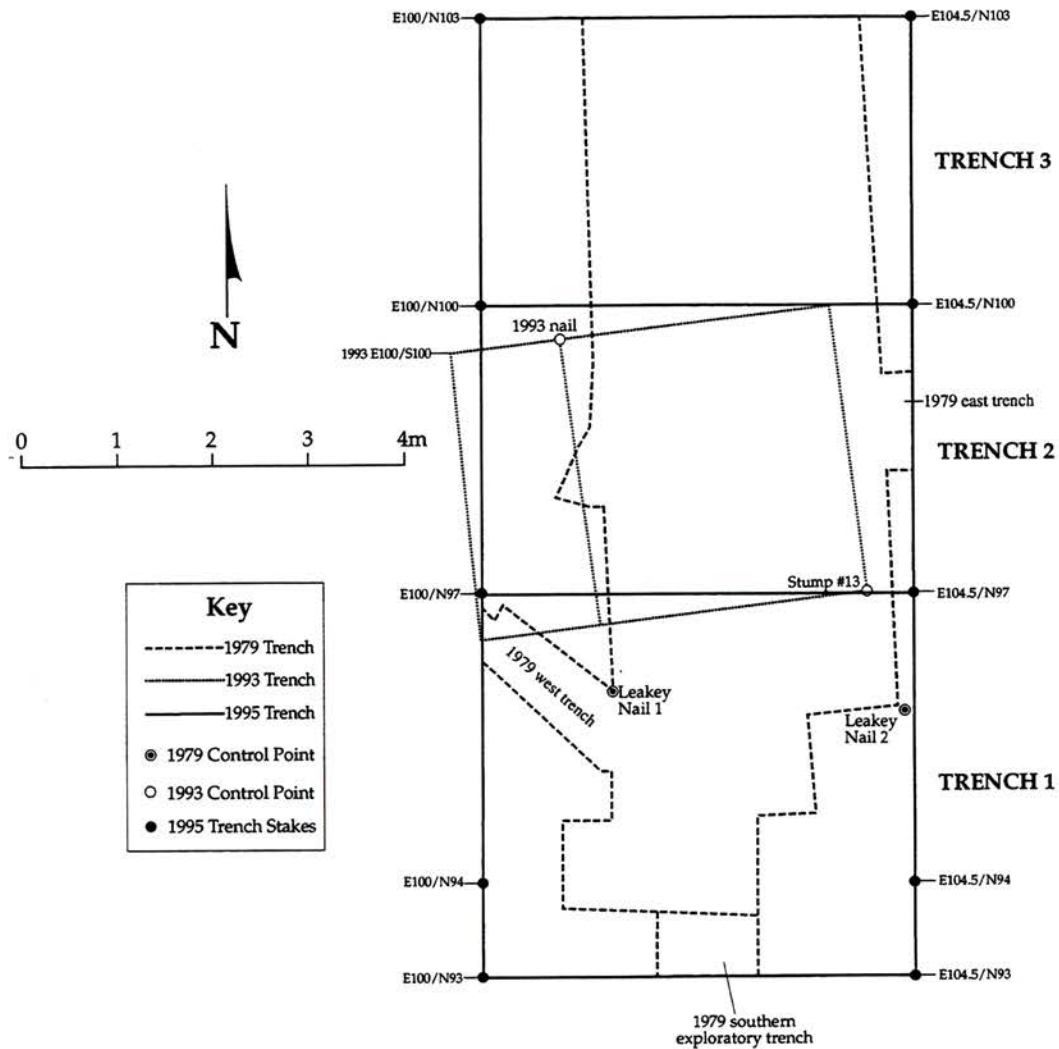 E100/N103
E104.5/N103
TRENCH 3
E100/N100
E104.5/N100
1993 nail
1993 E100/S100
N
1979 east trench
0 1 2 3 4m
TRENCH 2
Stump #13
E100/N97
E104.5/N97
Key
1979 Trench
1993 Trench
1995 Trench
1979 Control Point
1993 Control Point
1995 Trench Stakes
1979 west trench
Leakey
Nail 1
Leakey
Nail 2
TRENCH 1
E100/N94
E104.5/N94
E100/N93
E104.5/N93
1979 southern
exploratory trench